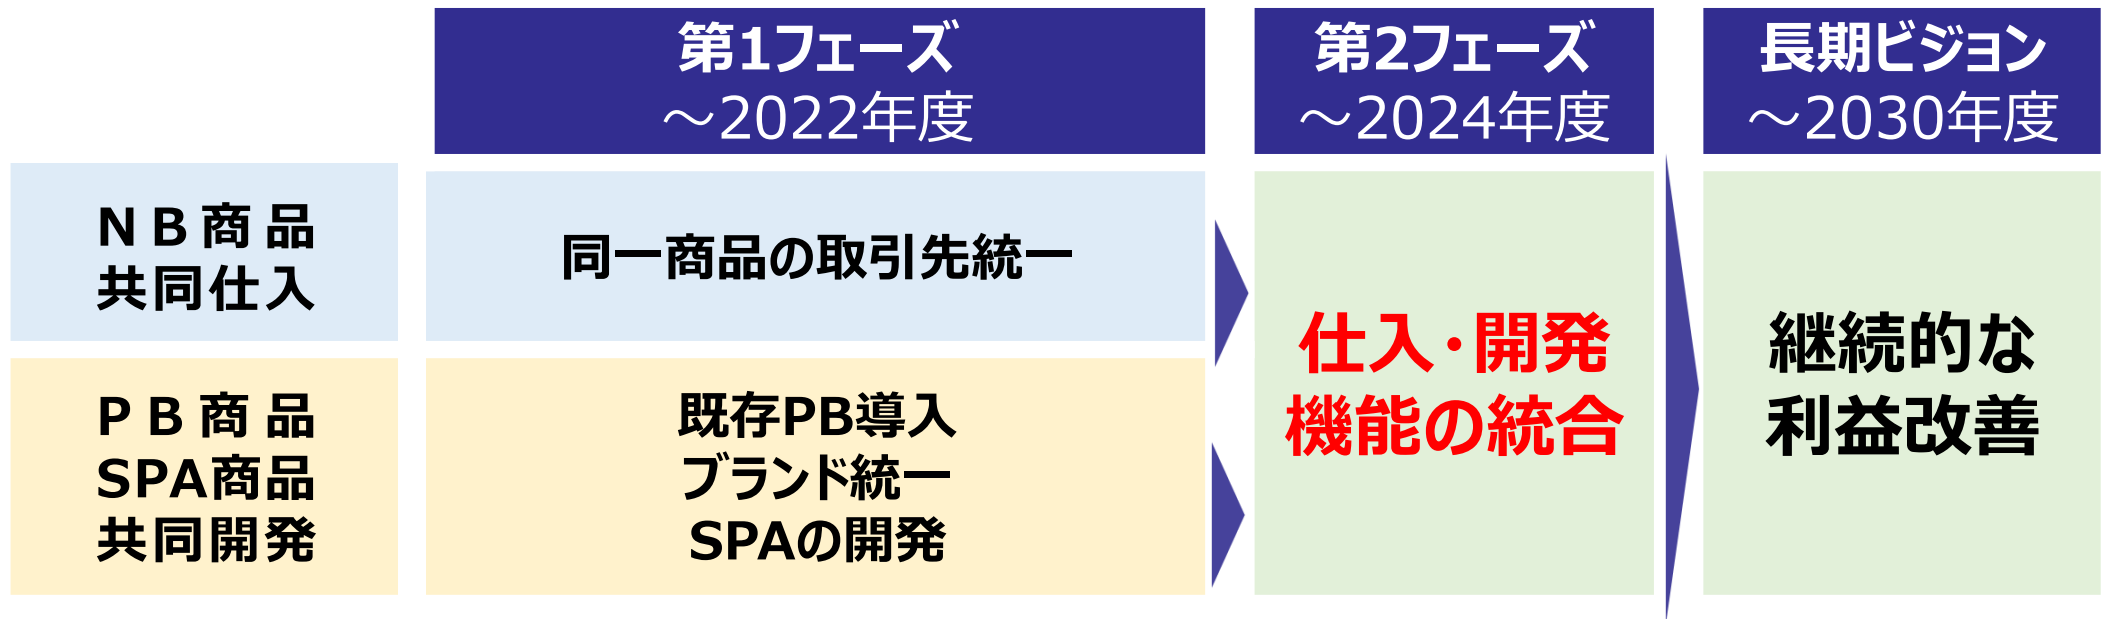 第1フェーズ
～2022年度
第2フェーズ
～2024年度
長期ビジョン
～2030年度
NB商品
共同仕入
同一商品の取引先統一
PB商品
SPA商品
共同開発
既存PB導入
ブランド統一
SPAの開発
仕入・開発
機能の統合
継続的な
利益改善